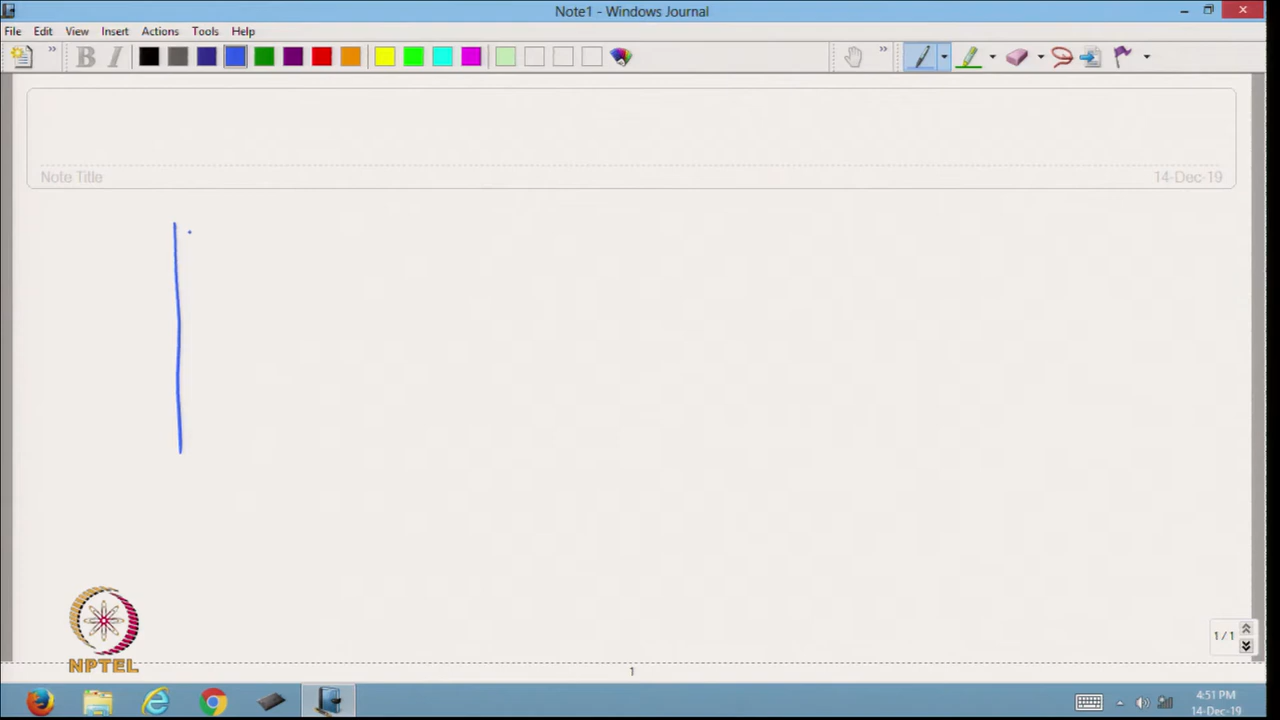 Note1 - Windows Journal
File Edit View Insert Actions Tools Help
B I
Note Title
14-Dec-19
1 / 1
NPTEL
1
4:51 PM
14-Dec-19